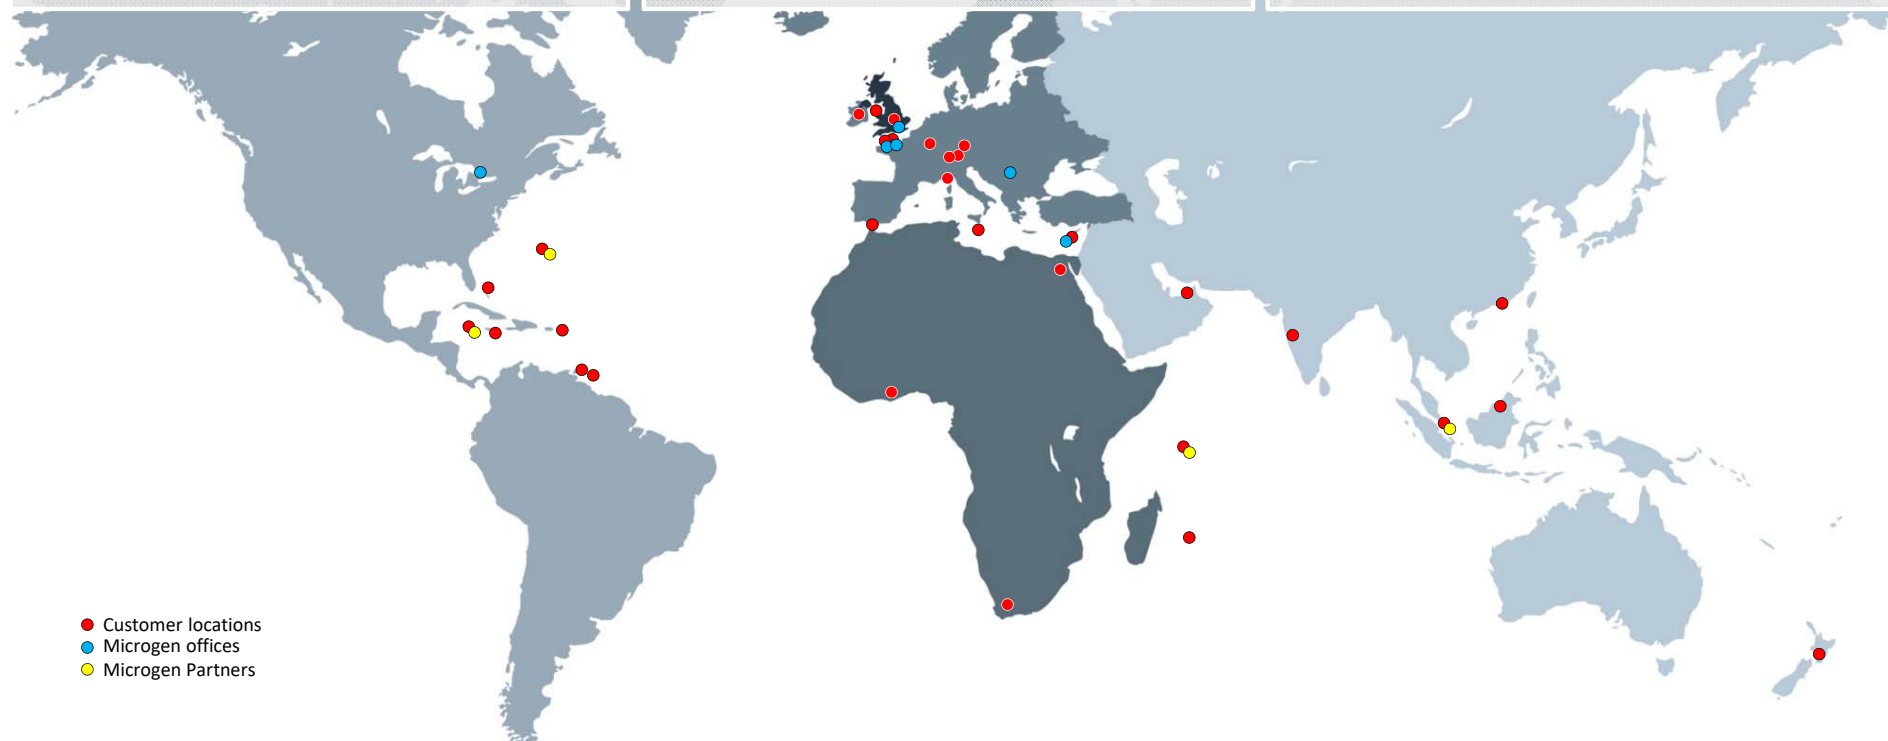 Customer locations
Microgen offices
Microgen Partners